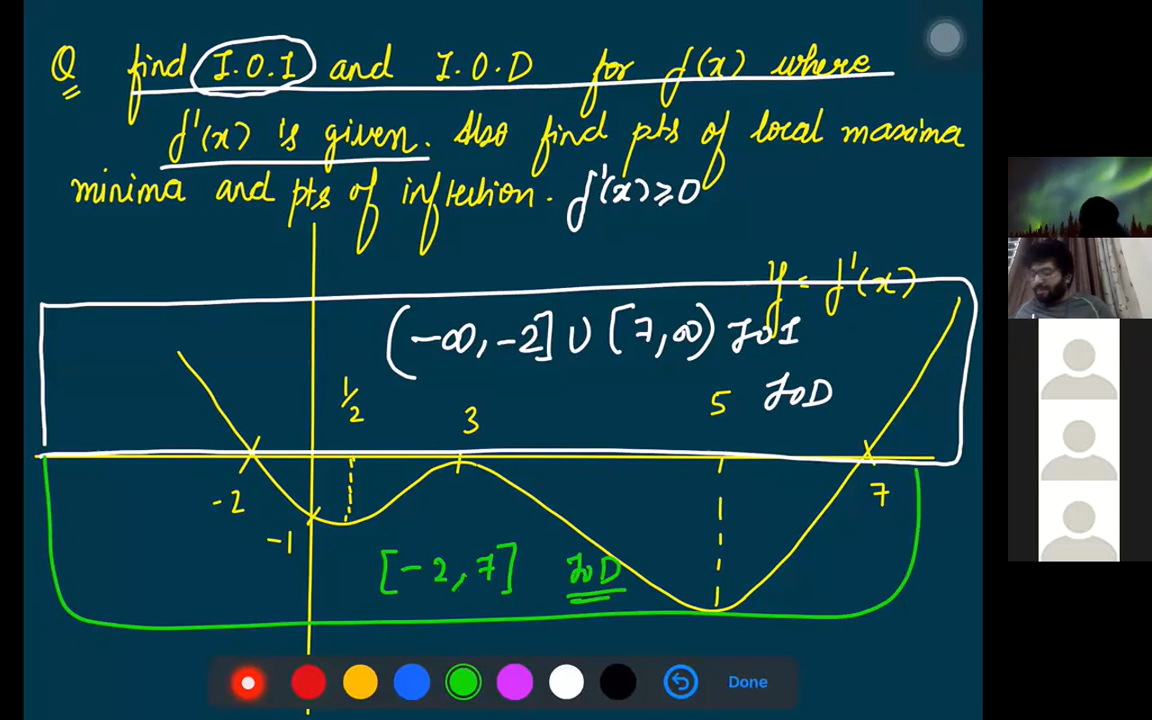 Q find I.O.I and I.O.D for f(x) where
f'(x) is given. Also find pts of local maxima
minima and pts of inflection. f'(x)≥0
y = f'(x)
(-∞,-2] ∪ [7,∞) IOI
IOD
1/2
3
5
-2
7
-1
[-2,7] IOD
Done